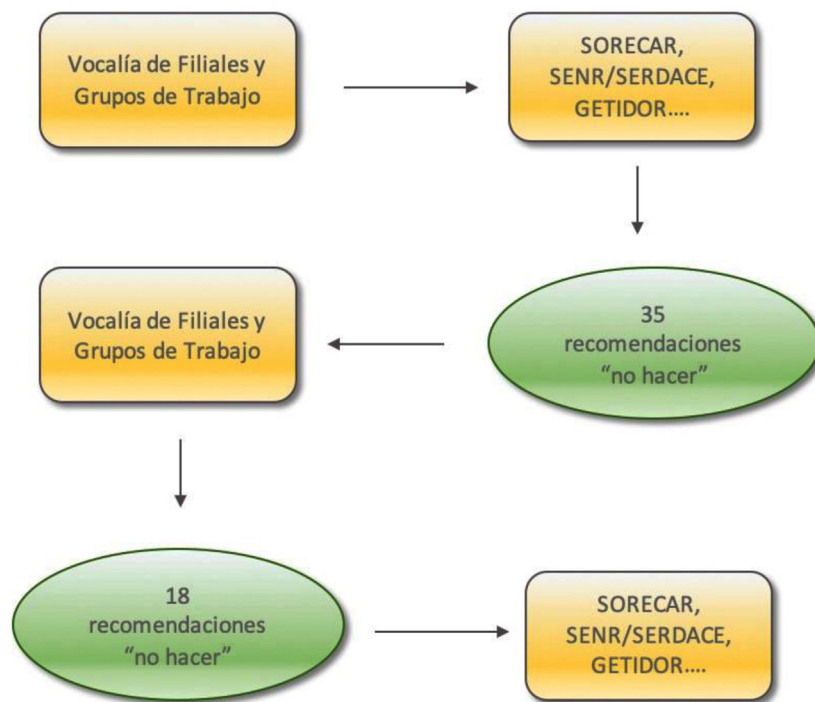 Vocalía de Filiales y
Grupos de Trabajo
SORECAR,
SENR/SERDACE,
GETIDOR....
35
recomendaciones
“no hacer”
Vocalía de Filiales y
Grupos de Trabajo
18
recomendaciones
“no hacer”
SORECAR,
SENR/SERDACE,
GETIDOR....